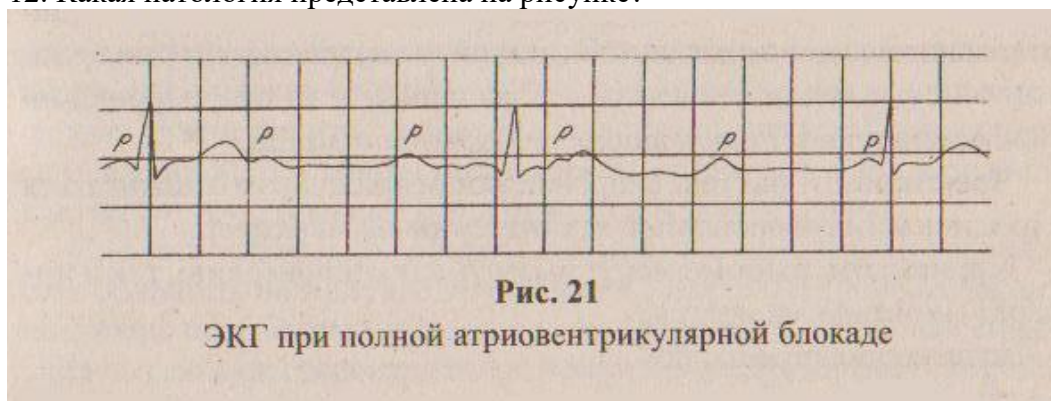 12. Какая патология представлена на рисунке?
P P P P P P
Рис. 21
ЭКГ при полной атриовентрикулярной блокаде